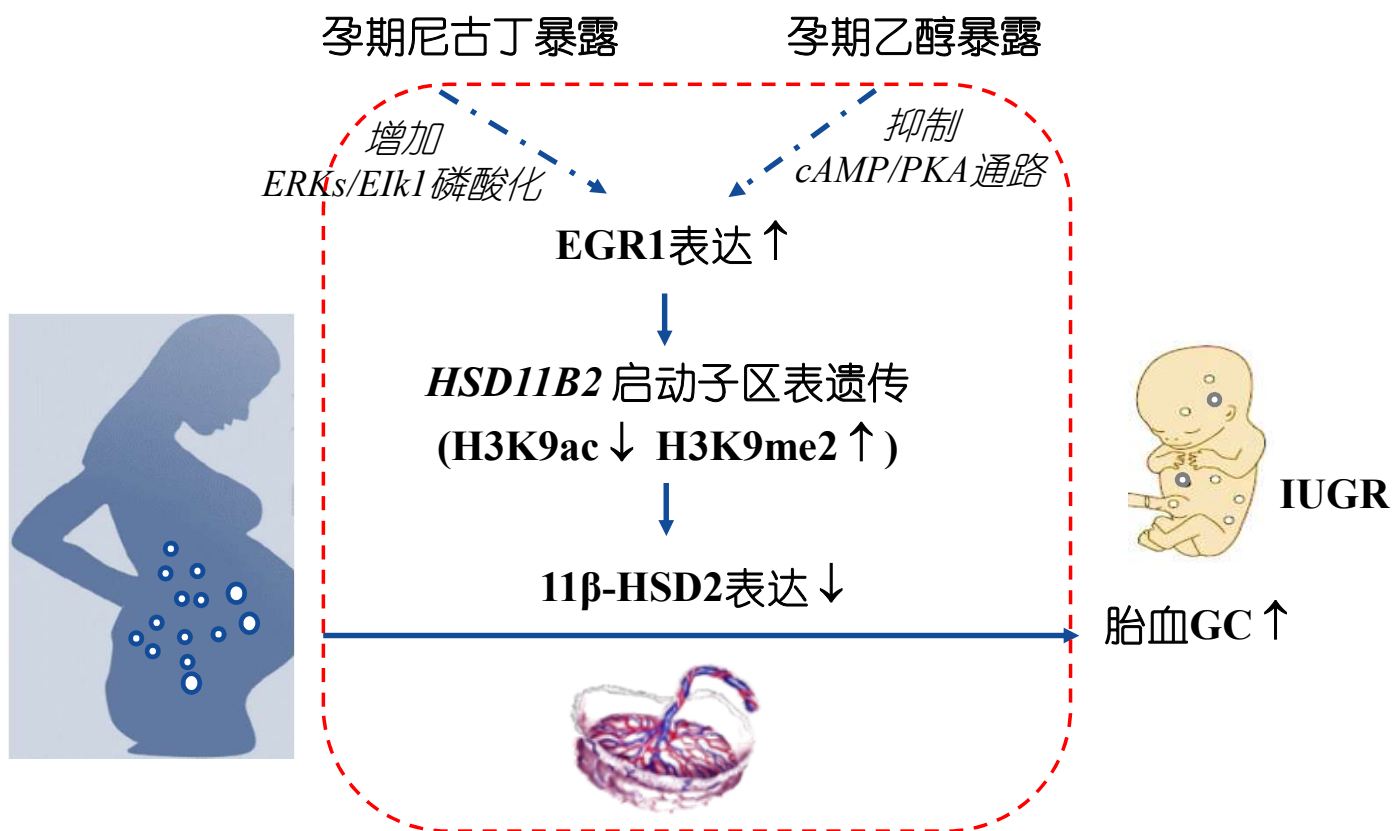 孕期尼古丁暴露
孕期乙醇暴露
增加
ERKs/EIk1磷酸化
抑制
cAMP/PKA通路
EGR1表达↑
HSD11B2 启动子区表遗传
(H3K9ac↓ H3K9me2↑)
11β-HSD2表达↓
IUGR
胎血GC↑